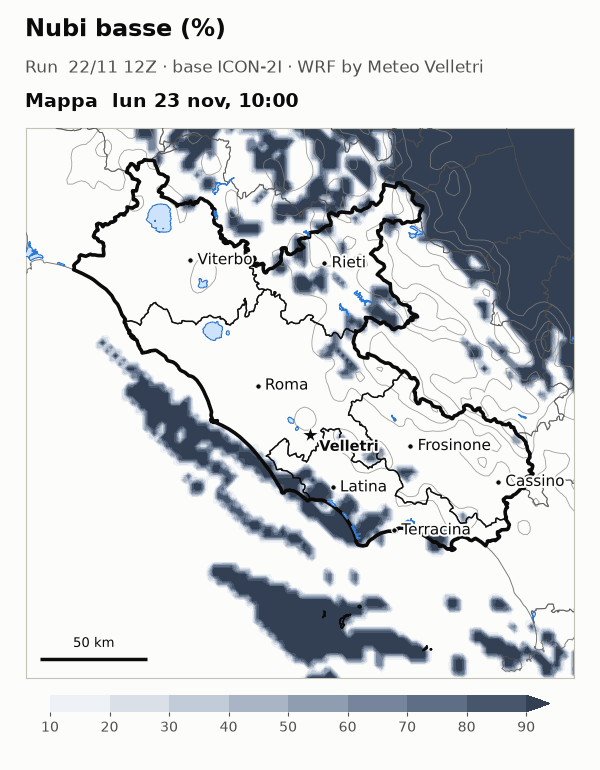 Nubi basse (%)
Run  22/11 12Z · base ICON-2I · WRF by Meteo Velletri
Mappa  lun 23 nov, 10:00
Viterbo
Rieti
Roma
Velletri
Frosinone
Cassino
Latina
Terracina
50 km
10 20 30 40 50 60 70 80 90